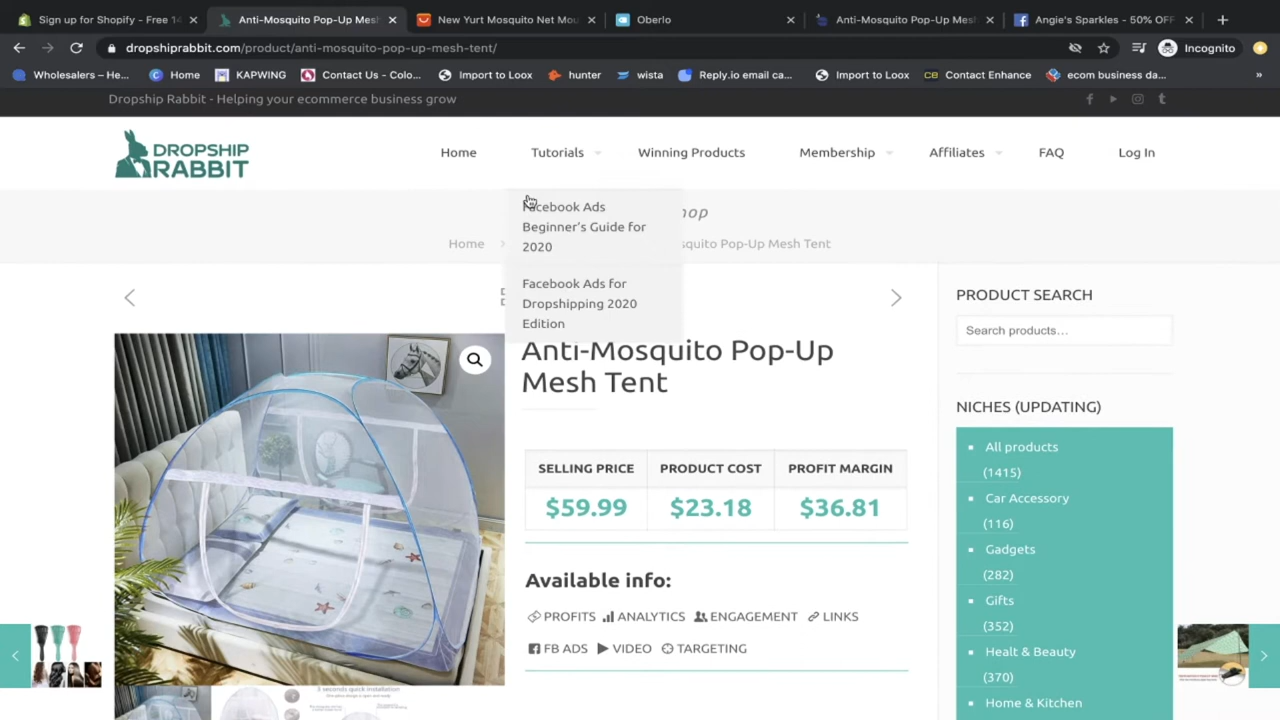 Sign up for Shopify - Free 14
Anti-Mosquito Pop-Up Mesh
New Yurt Mosquito Net Mou
Oberlo
Anti-Mosquito Pop-Up Mesh
Angie's Sparkles - 50% OFF
dropshiprabbit.com/product/anti-mosquito-pop-up-mesh-tent/
Incognito
Wholesalers – He...
Home
KAPWING
Contact Us - Colo...
Import to Loox
hunter
wista
Reply.io email ca...
Import to Loox
Contact Enhance
ecom business da...
Dropship Rabbit - Helping your ecommerce business grow
DROPSHIP
RABBIT
Home
Tutorials
Winning Products
Membership
Affiliates
FAQ
Log In
Facebook Ads
Beginner's Guide for
2020
Facebook Ads for
Dropshipping 2020
Edition
hop
Home
squito Pop-Up Mesh Tent
Anti-Mosquito Pop-Up
Mesh Tent
SELLING PRICE PRODUCT COST PROFIT MARGIN
$59.99 $23.18 $36.81
Available info:
PROFITS ANALYTICS ENGAGEMENT LINKS
FB ADS VIDEO TARGETING
3 seconds quick installation
PRODUCT SEARCH
Search products…
NICHES (UPDATING)
All products
(1415)
Car Accessory
(116)
Gadgets
(282)
Gifts
(352)
Healt & Beauty
(370)
Home & Kitchen